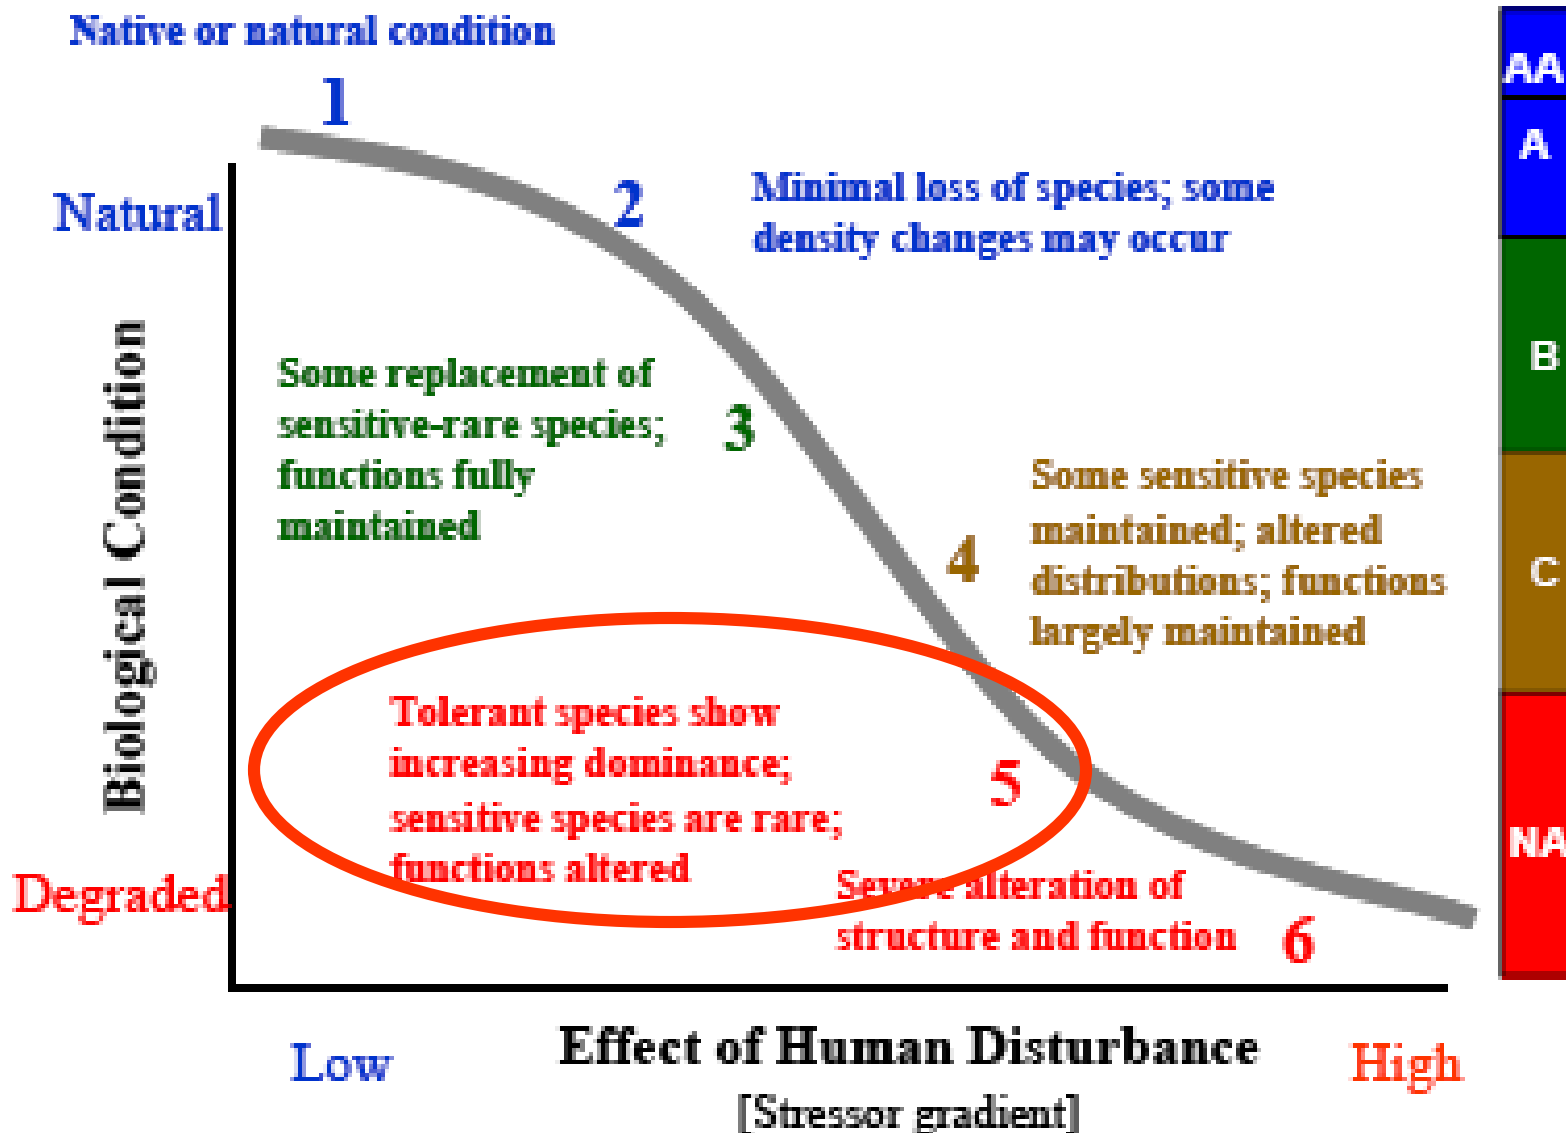 Native or natural condition
1
2
Minimal loss of species; some
density changes may occur
Natural
Some replacement of
sensitive-rare species;
functions fully
maintained
3
4
Some sensitive species
maintained; altered
distributions; functions
largely maintained
Biological Condition
Tolerant species show
increasing dominance;
sensitive species are rare;
functions altered
5
Degraded
Severe alteration of
structure and function
6
Low
Effect of Human Disturbance
[Stressor gradient]
High
AA
A
B
C
NA